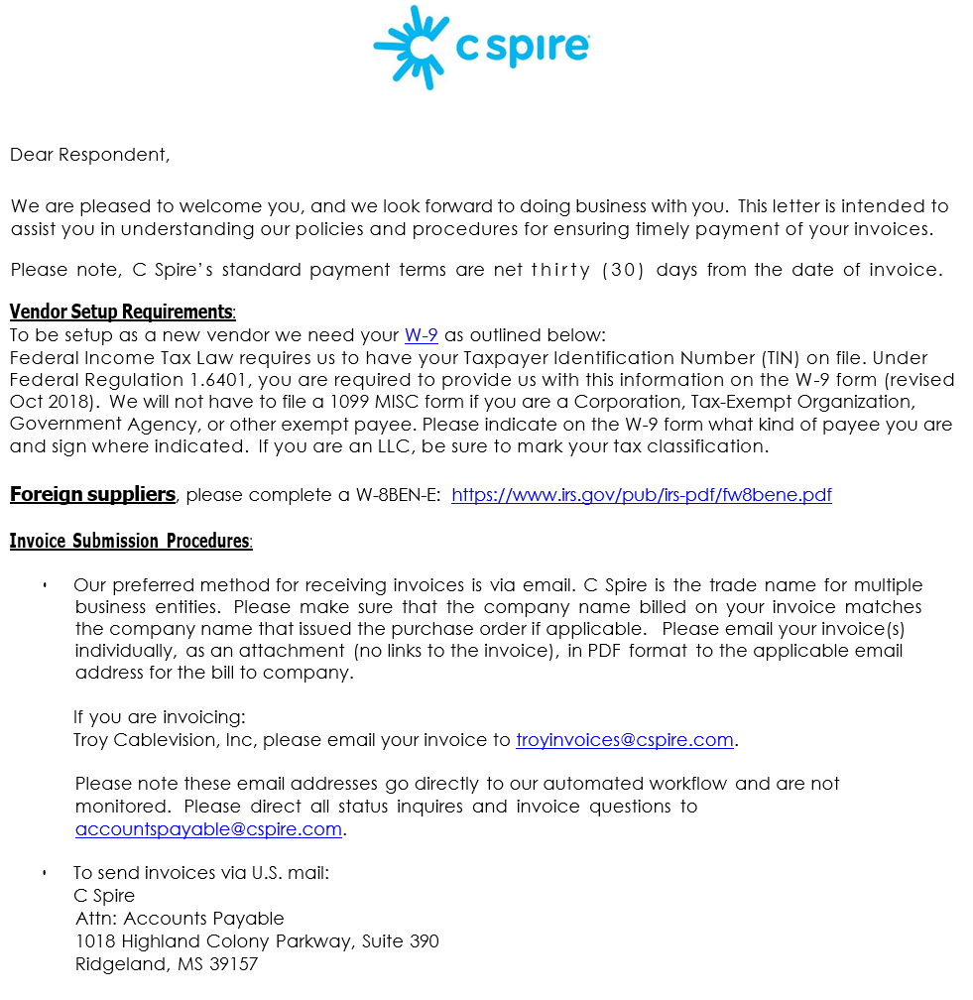 c spire
Dear Respondent,
We are pleased to welcome you, and we look forward to doing business with you. This letter is intended to
assist you in understanding our policies and procedures for ensuring timely payment of your invoices.
Please note, C Spire's standard payment terms are net thirty (30) days from the date of invoice.
Vendor Setup Requirements:
To be setup as a new vendor we need your W-9 as outlined below:
Federal Income Tax Law requires us to have your Taxpayer Identification Number (TIN) on file. Under
Federal Regulation 1.6401, you are required to provide us with this information on the W-9 form (revised
Oct 2018). We will not have to file a 1099 MISC form if you are a Corporation, Tax-Exempt Organization,
Government Agency, or other exempt payee. Please indicate on the W-9 form what kind of payee you are
and sign where indicated. If you are an LLC, be sure to mark your tax classification.
Foreign suppliers, please complete a W-8BEN-E: https://www.irs.gov/pub/irs-pdf/fw8bene.pdf
Invoice Submission Procedures:
• Our preferred method for receiving invoices is via email. C Spire is the trade name for multiple
business entities. Please make sure that the company name billed on your invoice matches
the company name that issued the purchase order if applicable. Please email your invoice(s)
individually, as an attachment (no links to the invoice), in PDF format to the applicable email
address for the bill to company.
If you are invoicing:
Troy Cablevision, Inc, please email your invoice to troyinvoices@cspire.com.
Please note these email addresses go directly to our automated workflow and are not
monitored. Please direct all status inquires and invoice questions to
accountspayable@cspire.com.
• To send invoices via U.S. mail:
C Spire
Attn: Accounts Payable
1018 Highland Colony Parkway, Suite 390
Ridgeland, MS 39157